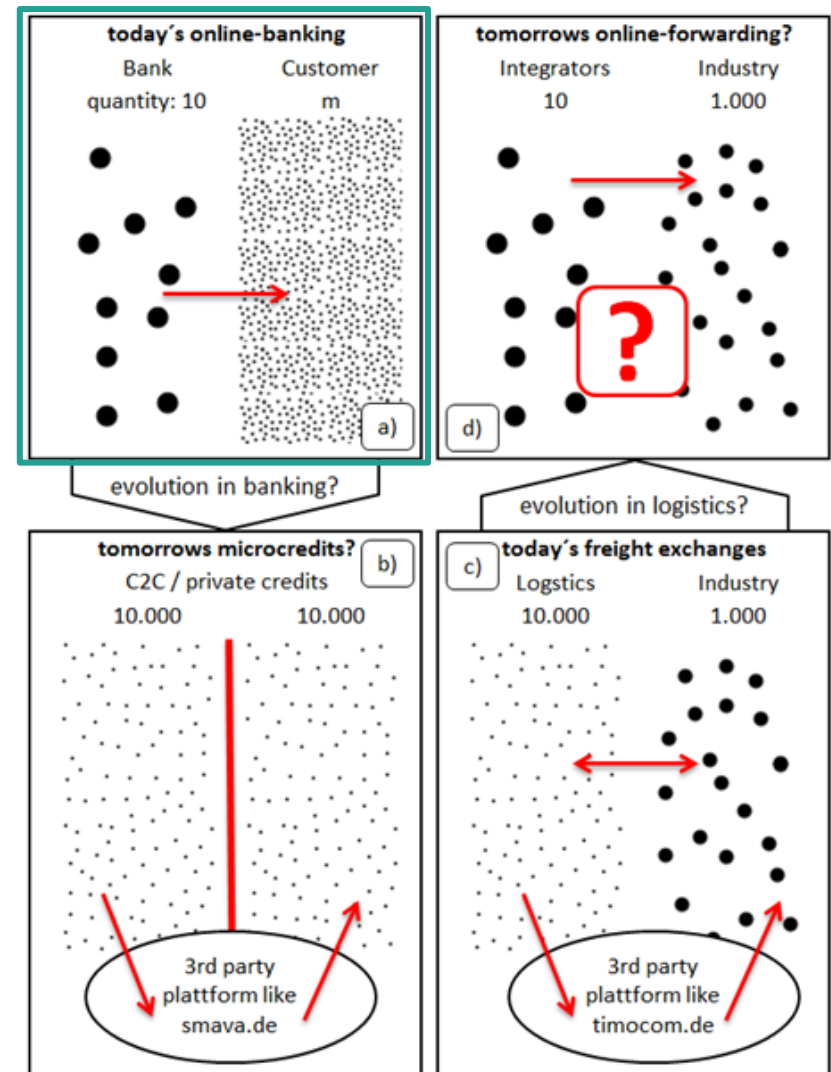 today´s online-banking
Bank Customer
quantity: 10 m
a)
tomorrows online-forwarding?
Integrators Industry
10 1.000
?
d)
evolution in banking?
evolution in logistics?
tomorrows microcredits?
b)
C2C / private credits
10.000 10.000
3rd party
plattform like
smava.de
c)
today´s freight exchanges
Logstics Industry
10.000 1.000
3rd party
plattform like
timocom.de